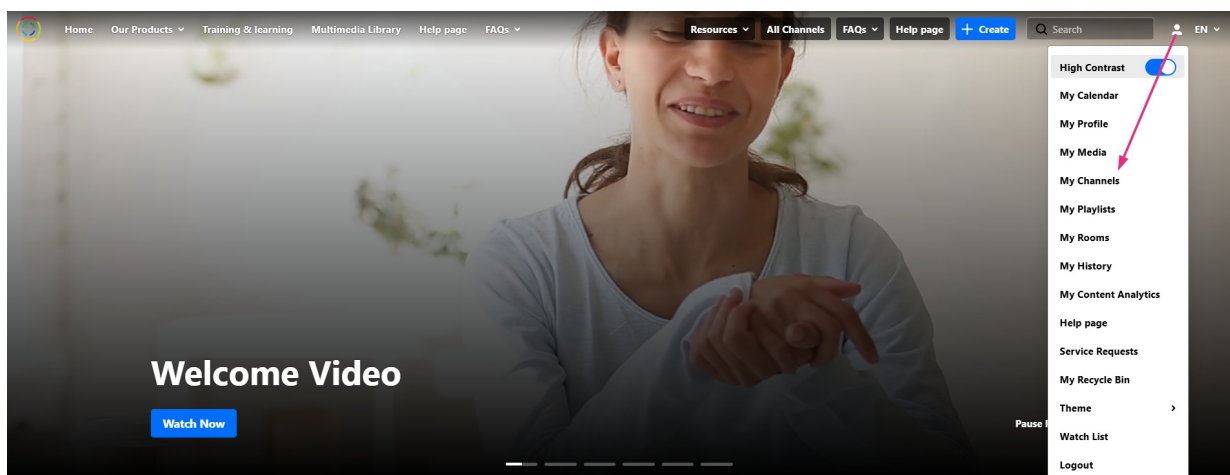 Home Our Products Training & learning Multimedia Library Help page FAQs Resources All Channels FAQs Help page + Create Search EN
High Contrast
My Calendar
My Profile
My Media
My Channels
My Playlists
My Rooms
My History
My Content Analytics
Help page
Service Requests
My Recycle Bin
Theme
Watch List
Logout
Welcome Video
Watch Now
Pause